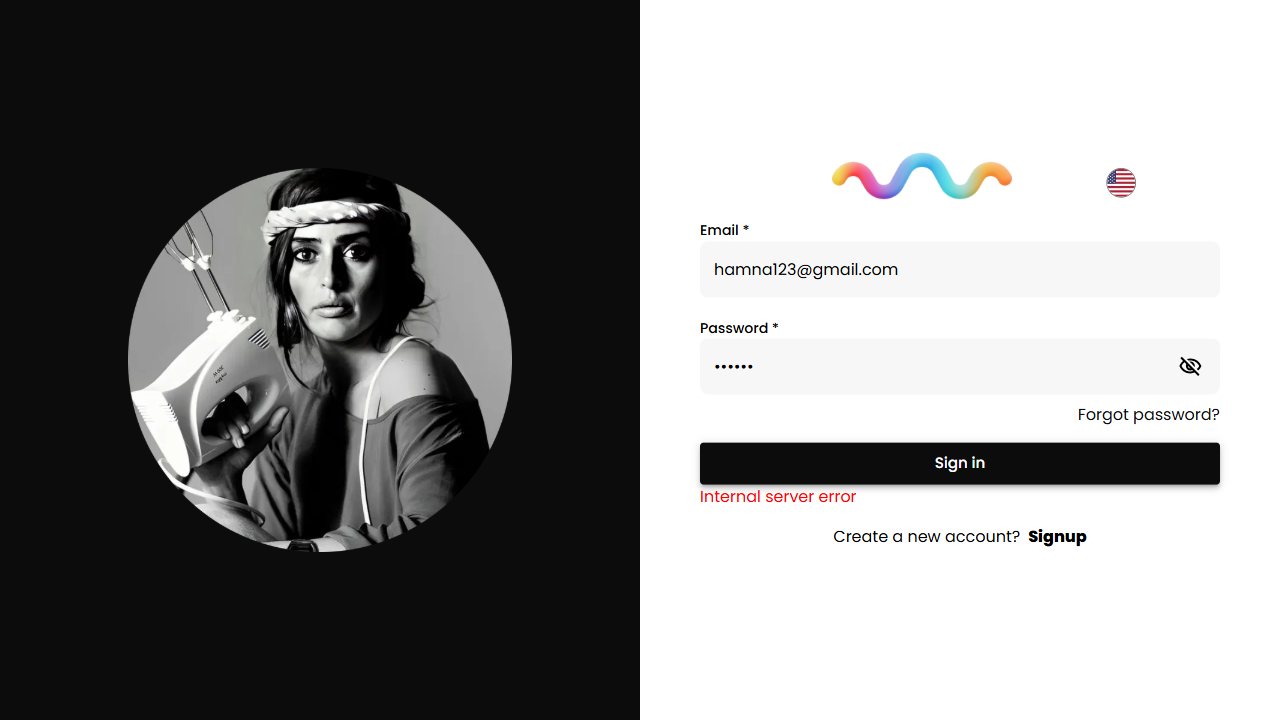 Email *
hamna123@gmail.com
Password *
••••••
Forgot password?
Sign in
Internal server error
Create a new account? Signup